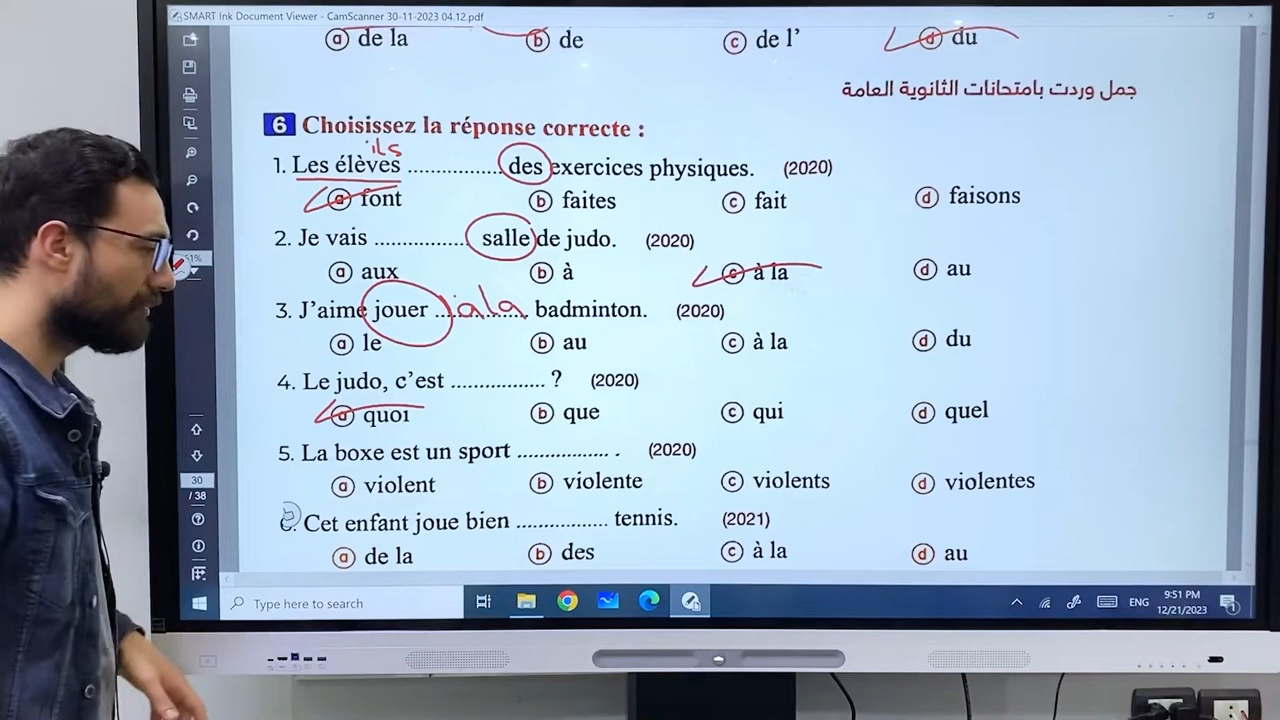 SMART Ink Document Viewer - CamScanner 30-11-2023 04.12.pdf
a de la b de c de l' d du
جمل وردت بامتحانات الثانوية العامة
6 Choisissez la réponse correcte :
ils
1. Les élèves .................. des exercices physiques. (2020)
a font b faites c fait d faisons
2. Je vais ................. salle de judo. (2020)
a aux b à c à la d au
3. J'aime jouer ................. badminton. (2020)
à la
a le b au c à la d du
4. Le judo, c'est ................. ? (2020)
a quoi b que c qui d quel
5. La boxe est un sport ................. . (2020)
a violent b violente c violents d violentes
Cet enfant joue bien ................. tennis. (2021)
a de la b des c à la d au
61%
30
/ 38
Type here to search
ENG
9:51 PM
12/21/2023